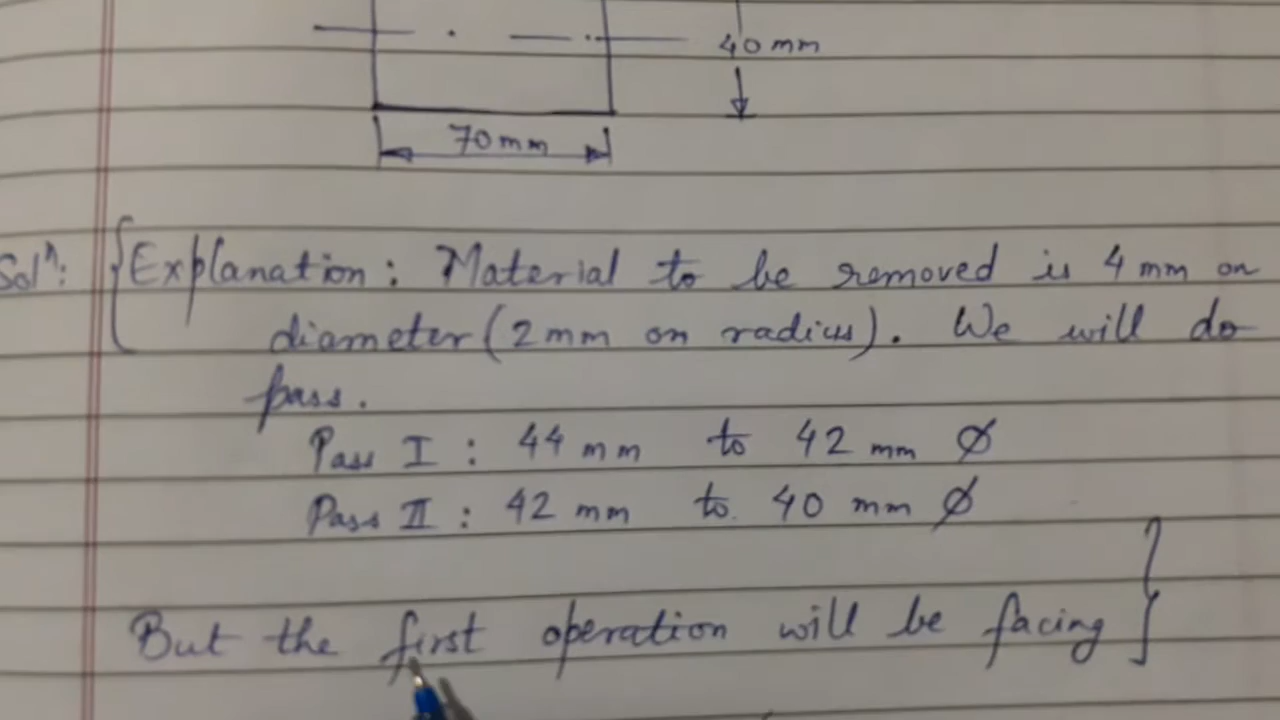 40 mm
70 mm
Solⁿ: {Explanation : Material to be removed is 4 mm on
diameter (2 mm on radius). We will do
pass.
Pass I : 44 mm to 42 mm Ø
Pass II : 42 mm to. 40 mm Ø
But the first operation will be facing }